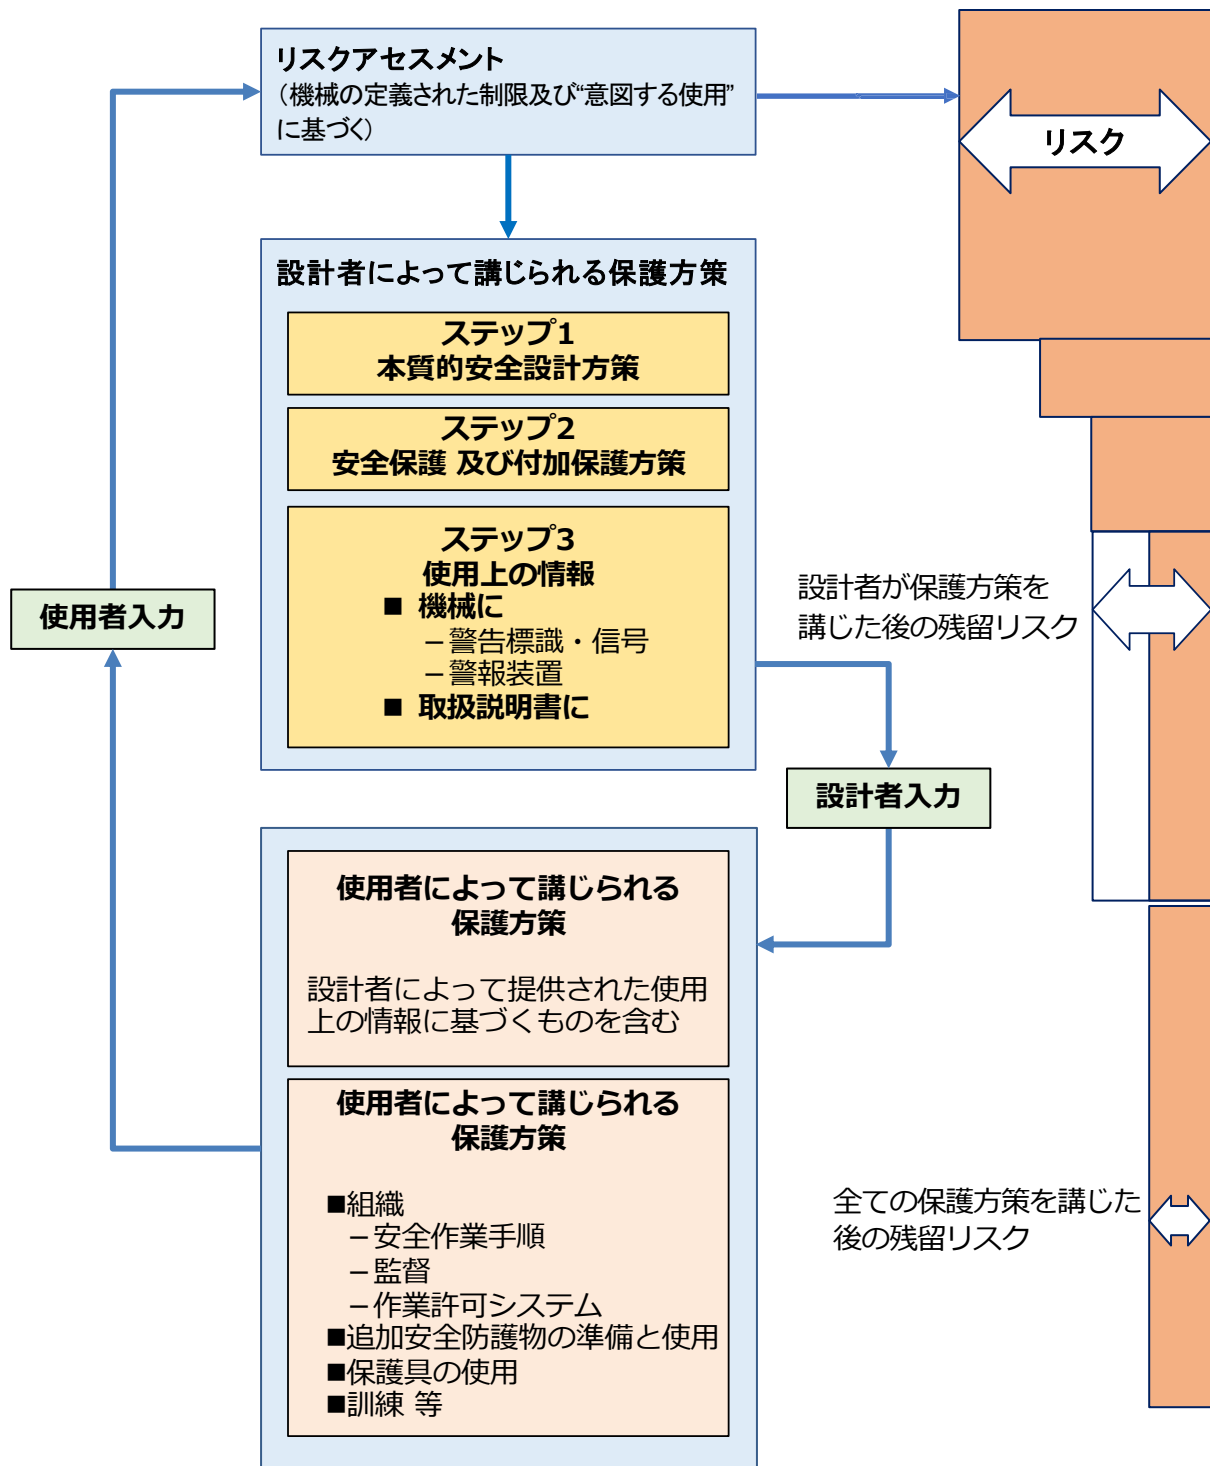 リスクアセスメント
（機械の定義された制限及び“意図する使用”
に基づく）
リスク
設計者によって講じられる保護方策
ステップ1
本質的安全設計方策
ステップ2
安全保護 及び付加保護方策
ステップ3
使用上の情報
■ 機械に
－警告標識・信号
－警報装置
■ 取扱説明書に
設計者が保護方策を
講じた後の残留リスク
使用者入力
設計者入力
使用者によって講じられる
保護方策
設計者によって提供された使用
上の情報に基づくものを含む
使用者によって講じられる
保護方策
■組織
－安全作業手順
－監督
－作業許可システム
■追加安全防護物の準備と使用
■保護具の使用
■訓練 等
全ての保護方策を講じた
後の残留リスク